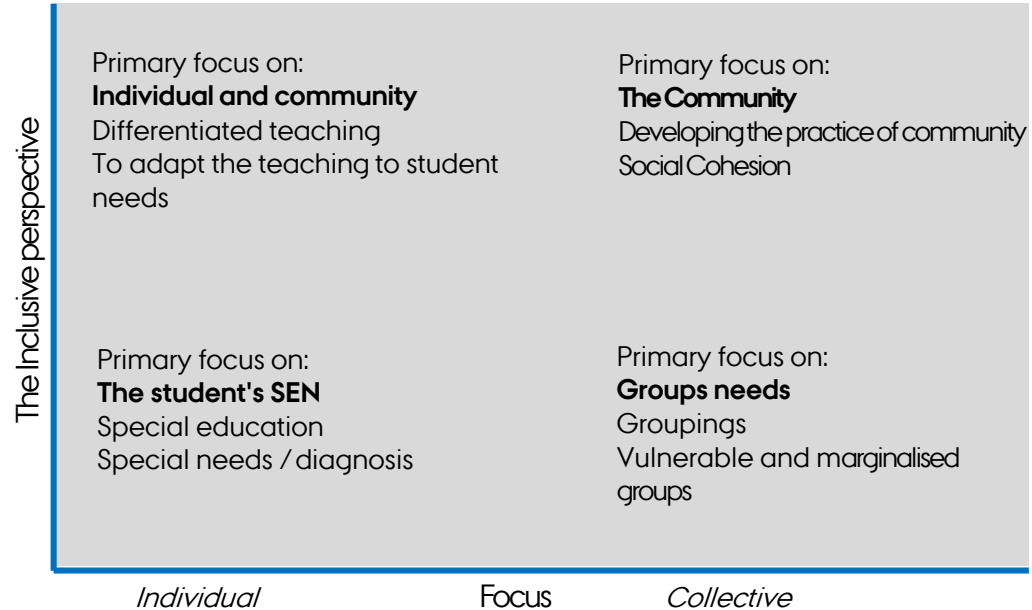 The Inclusive perspective
Primary focus on:
Individual and community
Differentiated teaching
To adapt the teaching to student
needs
Primary focus on:
The Community
Developing the practice of community
Social Cohesion
Primary focus on:
The student's SEN
Special education
Special needs / diagnosis
Primary focus on:
Groups needs
Groupings
Vulnerable and marginalised
groups
Individual Focus Collective